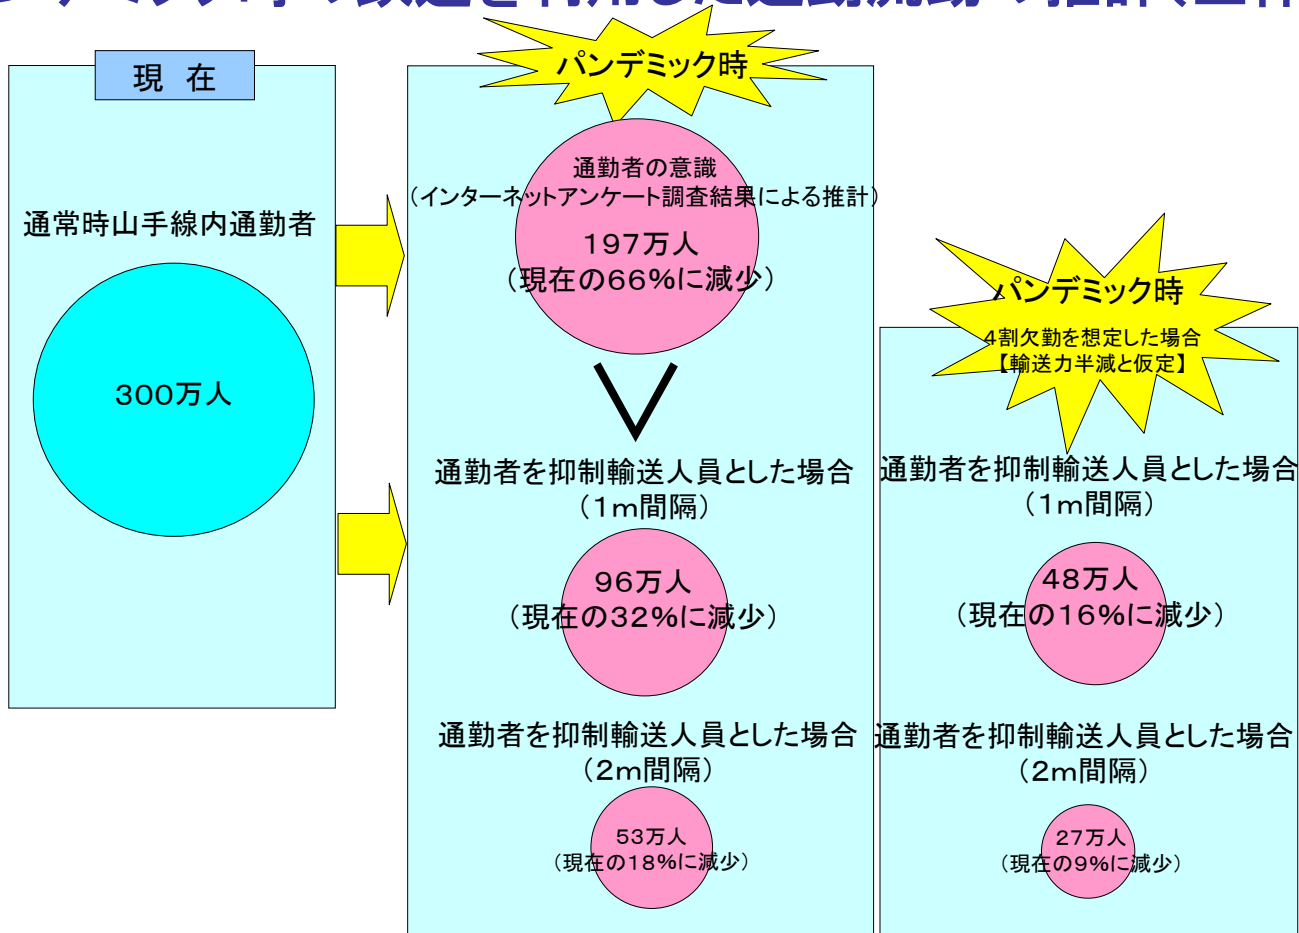 現 在
通常時山手線内通勤者
300万人
パンデミック時
通勤者の意識
（インターネットアンケート調査結果による推計）
197万人
（現在の66%に減少）
通勤者を抑制輸送人員とした場合
（1m間隔）
96万人
（現在の32%に減少）
通勤者を抑制輸送人員とした場合
（2m間隔）
53万人
（現在の18%に減少）
パンデミック時
4割欠勤を想定した場合
【輸送力半減と仮定】
通勤者を抑制輸送人員とした場合
（1m間隔）
48万人
（現在の16%に減少）
通勤者を抑制輸送人員とした場合
（2m間隔）
27万人
（現在の9%に減少）